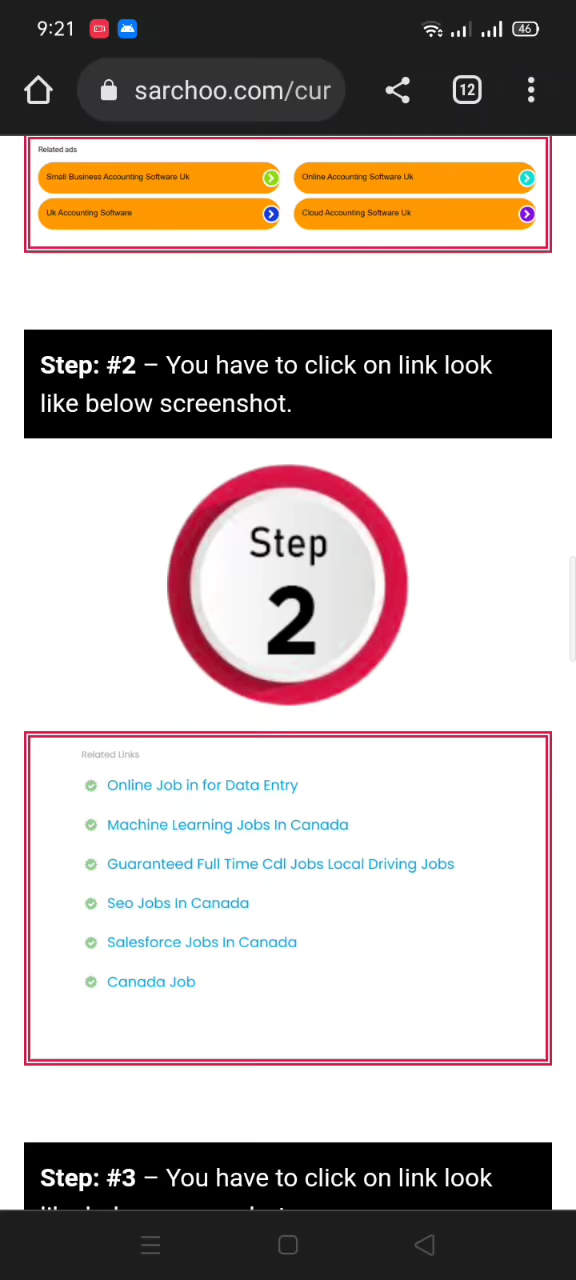 9:21
46
sarchoo.com/cur
12
Related ads
Small Business Accounting Software Uk
Online Accounting Software Uk
Uk Accounting Software
Cloud Accounting Software Uk
Step: #2 – You have to click on link look
like below screenshot.
Step
2
Related Links
Online Job in for Data Entry
Machine Learning Jobs In Canada
Guaranteed Full Time Cdl Jobs Local Driving Jobs
Seo Jobs In Canada
Salesforce Jobs In Canada
Canada Job
Step: #3 – You have to click on link look